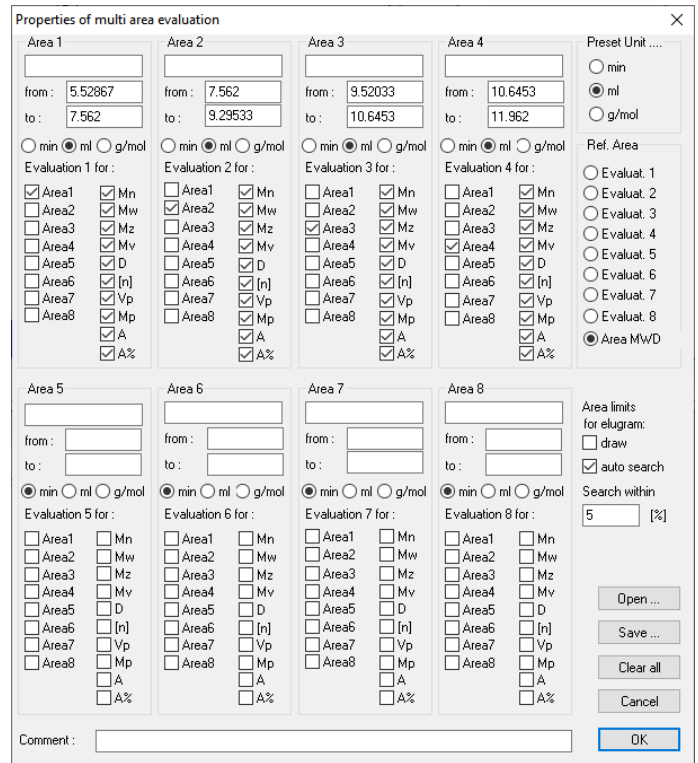 Properties of multi area evaluation
Area 1 Area 2 Area 3 Area 4 Preset Unit ....
min
from : 5.52867 from : 7.562 from : 9.52033 from : 10.6453 ml
to : 7.562 to : 9.29533 to : 10.6453 to : 11.962 g/mol
min ml g/mol min ml g/mol min ml g/mol min ml g/mol Ref. Area
Evaluation 1 for : Evaluation 2 for : Evaluation 3 for : Evaluation 4 for : Evaluat. 1
Area1 Mn Area1 Mn Area1 Mn Area1 Mn Evaluat. 2
Area2 Mw Area2 Mw Area2 Mw Area2 Mw Evaluat. 3
Area3 Mz Area3 Mz Area3 Mz Area3 Mz Evaluat. 4
Area4 Mv Area4 Mv Area4 Mv Area4 Mv Evaluat. 5
Area5 D Area5 D Area5 D Area5 D Evaluat. 6
Area6 [n] Area6 [n] Area6 [n] Area6 [n] Evaluat. 7
Area7 Vp Area7 Vp Area7 Vp Area7 Vp Evaluat. 8
Area8 Mp Area8 Mp Area8 Mp Area8 Mp Area MWD
A A A A
A% A% A% A%
Area 5 Area 6 Area 7 Area 8 Area limits
for elugram:
from : from : from : from : draw
to : to : to : to : auto search
min ml g/mol min ml g/mol min ml g/mol min ml g/mol Search within
Evaluation 5 for : Evaluation 6 for : Evaluation 7 for : Evaluation 8 for : 5 [%]
Area1 Mn Area1 Mn Area1 Mn Area1 Mn
Area2 Mw Area2 Mw Area2 Mw Area2 Mw
Area3 Mz Area3 Mz Area3 Mz Area3 Mz
Area4 Mv Area4 Mv Area4 Mv Area4 Mv Open ...
Area5 D Area5 D Area5 D Area5 D
Area6 [n] Area6 [n] Area6 [n] Area6 [n] Save ...
Area7 Vp Area7 Vp Area7 Vp Area7 Vp
Area8 Mp Area8 Mp Area8 Mp Area8 Mp Clear all
A A A A
A% A% A% A% Cancel
Comment : OK